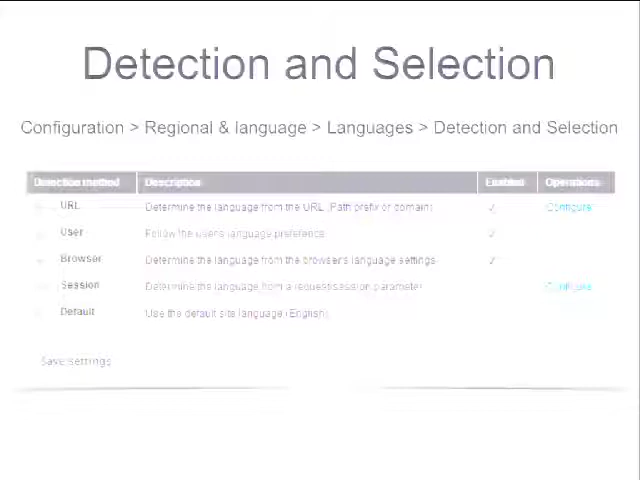 Detection and Selection
Configuration > Regional & language > Languages > Detection and Selection
Detection method Description Enabled Operations
URL Determine the language from the URL (Path prefix or domain). Configure
User Follow the user's language preference.
Browser Determine the language from the browser's language settings.
Session Determine the language from a request/session parameter. Configure
Default Use the default site language (English).
Save settings